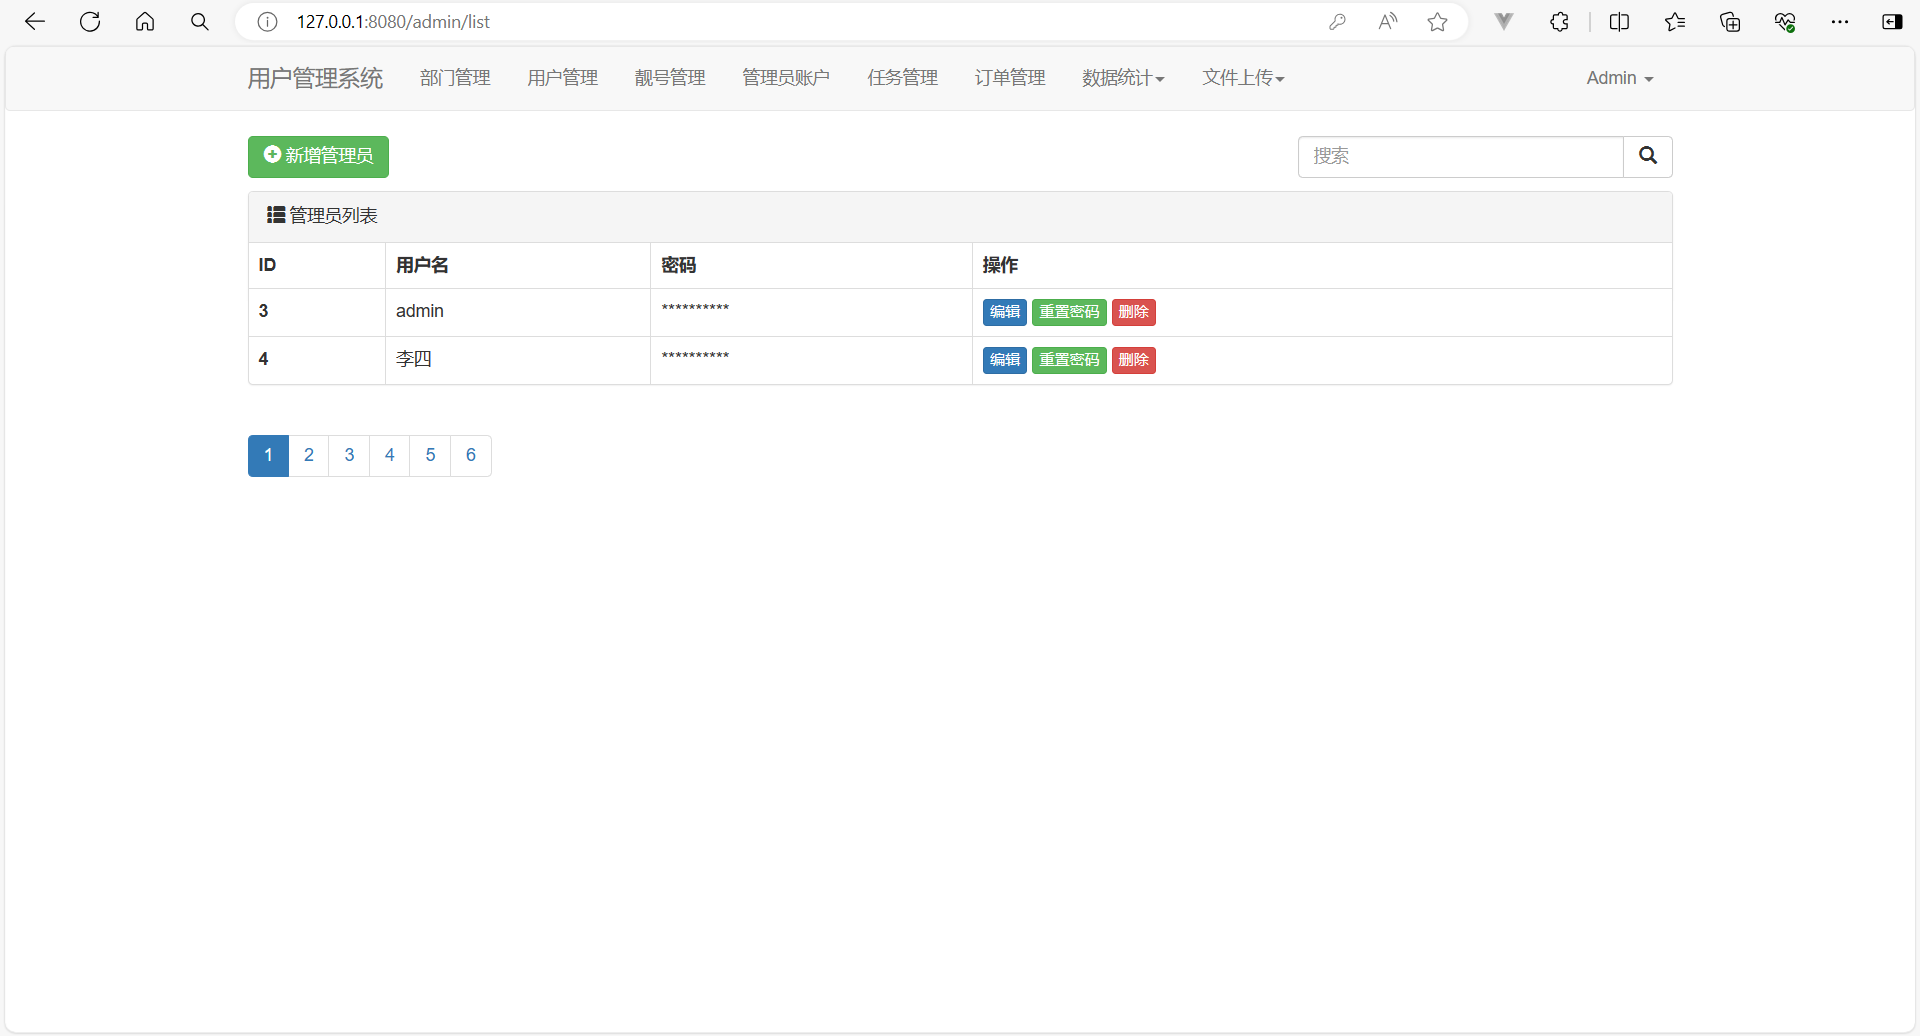 127.0.0.1:8080/admin/list
用户管理系统 部门管理 用户管理 靓号管理 管理员账户 任务管理 订单管理 数据统计 文件上传 Admin
新增管理员 搜索
管理员列表
ID 用户名 密码 操作
3 admin ********** 编辑 重置密码 删除
4 李四 ********** 编辑 重置密码 删除
1 2 3 4 5 6